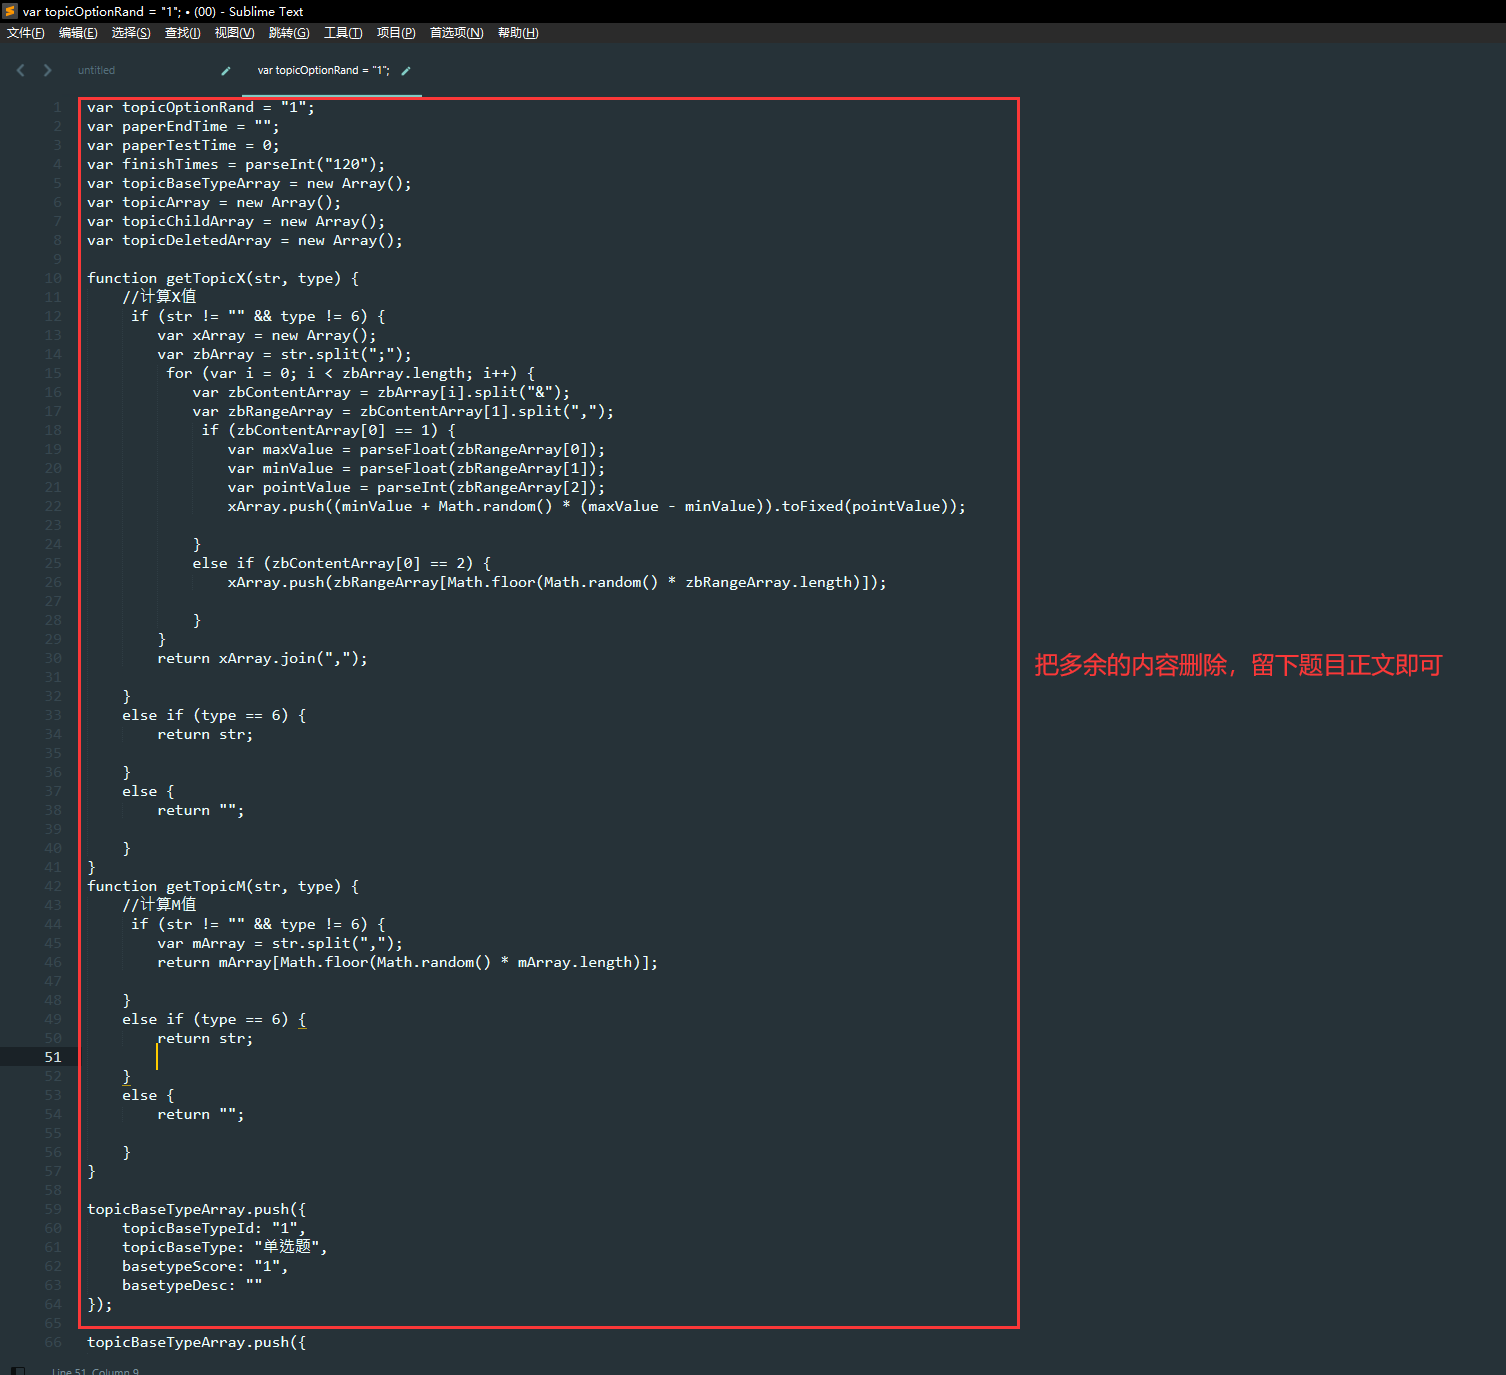 var topicOptionRand = "1"; • (00) - Sublime Text
文件(F) 编辑(E) 选择(S) 查找(I) 视图(V) 跳转(G) 工具(T) 项目(P) 首选项(N) 帮助(H)
untitled var topicOptionRand = "1";
1 var topicOptionRand = "1";
2 var paperEndTime = "";
3 var paperTestTime = 0;
4 var finishTimes = parseInt("120");
5 var topicBaseTypeArray = new Array();
6 var topicArray = new Array();
7 var topicChildArray = new Array();
8 var topicDeletedArray = new Array();
9
10 function getTopicX(str, type) {
11 //计算X值
12 if (str != "" && type != 6) {
13 var xArray = new Array();
14 var zbArray = str.split(";");
15 for (var i = 0; i < zbArray.length; i++) {
16 var zbContentArray = zbArray[i].split("&");
17 var zbRangeArray = zbContentArray[1].split(",");
18 if (zbContentArray[0] == 1) {
19 var maxValue = parseFloat(zbRangeArray[0]);
20 var minValue = parseFloat(zbRangeArray[1]);
21 var pointValue = parseInt(zbRangeArray[2]);
22 xArray.push((minValue + Math.random() * (maxValue - minValue)).toFixed(pointValue));
23
24 }
25 else if (zbContentArray[0] == 2) {
26 xArray.push(zbRangeArray[Math.floor(Math.random() * zbRangeArray.length)]);
27
28 }
29 }
30 return xArray.join(",");
31
32 }
33 else if (type == 6) {
34 return str;
35
36 }
37 else {
38 return "";
39
40 }
41 }
42 function getTopicM(str, type) {
43 //计算M值
44 if (str != "" && type != 6) {
45 var mArray = str.split(",");
46 return mArray[Math.floor(Math.random() * mArray.length)];
47
48 }
49 else if (type == 6) {
50 return str;
51
52 }
53 else {
54 return "";
55
56 }
57 }
58
59 topicBaseTypeArray.push({
60 topicBaseTypeId: "1",
61 topicBaseType: "单选题",
62 basetypeScore: "1",
63 basetypeDesc: ""
64 });
65
66 topicBaseTypeArray.push({
把多余的内容删除，留下题目正文即可
Line 51, Column 9